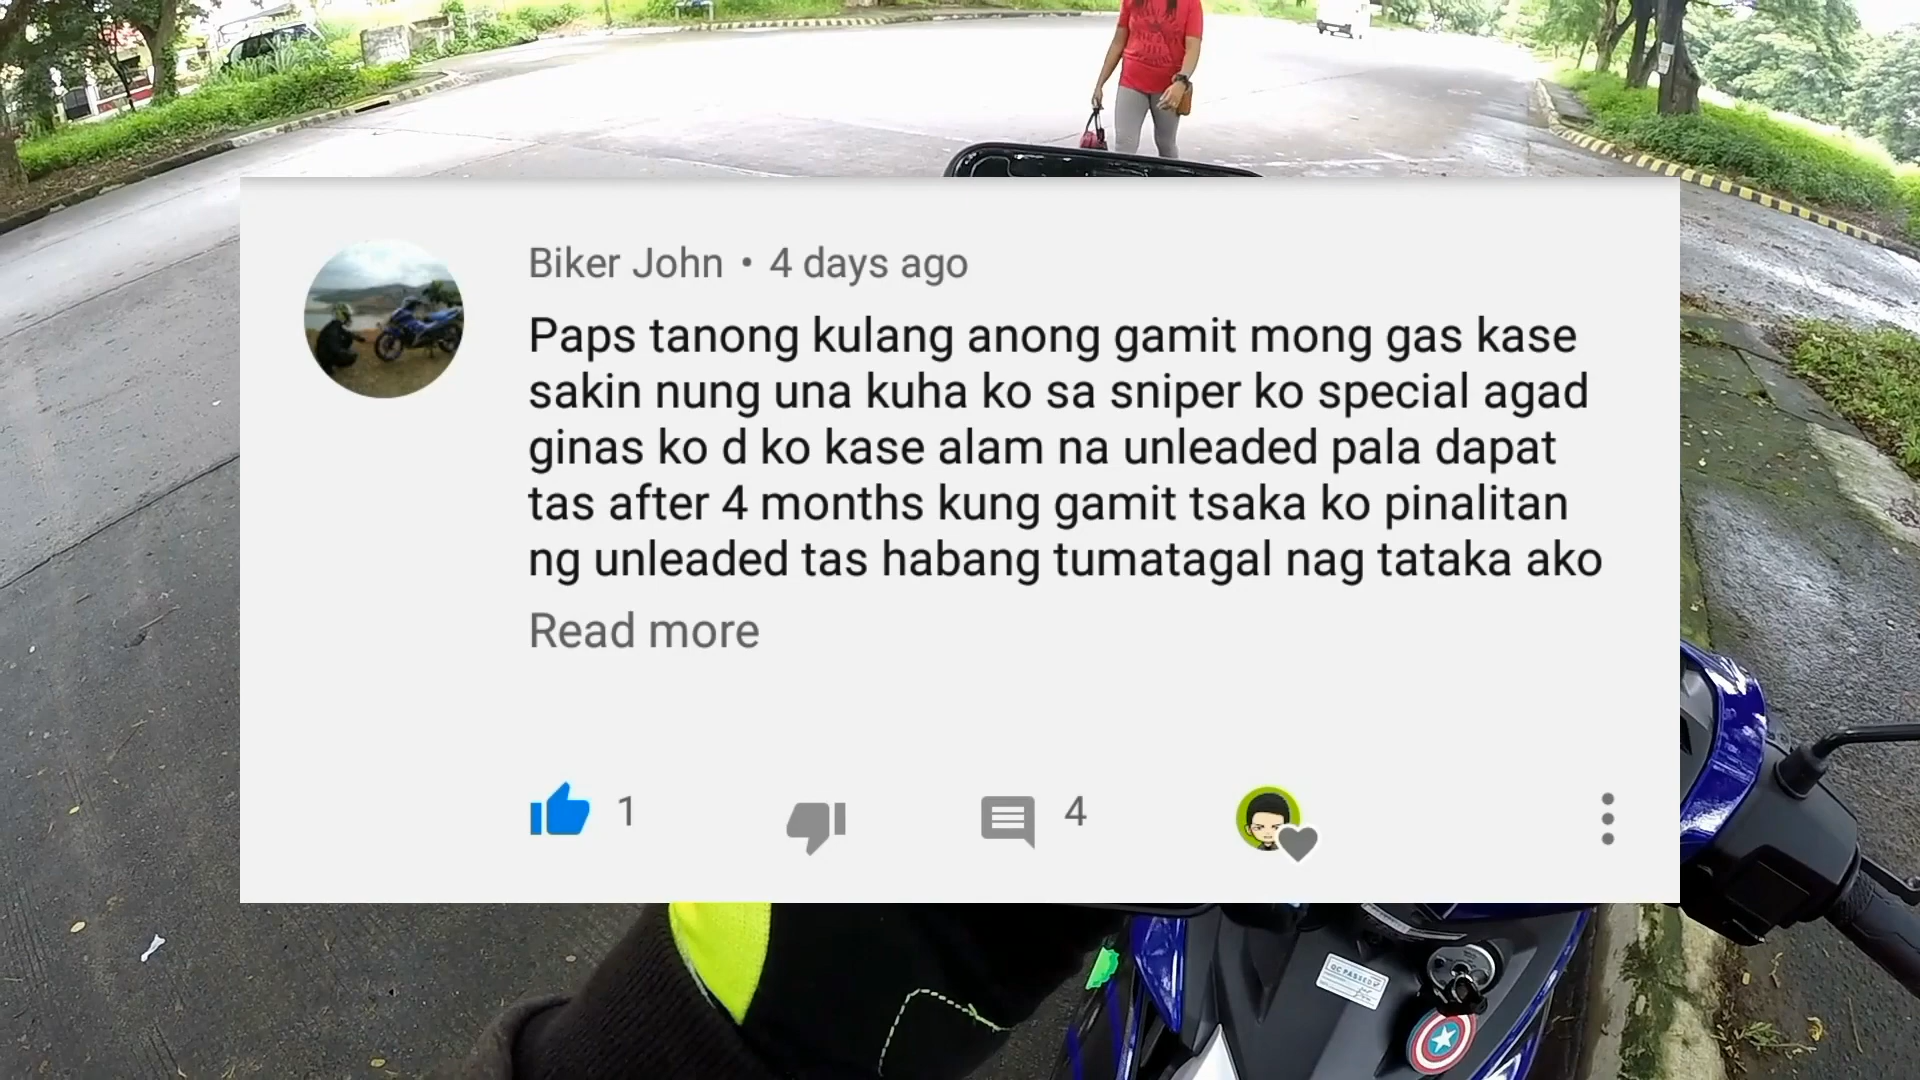 Biker John • 4 days ago
Paps tanong kulang anong gamit mong gas kase
sakin nung una kuha ko sa sniper ko special agad
ginas ko d ko kase alam na unleaded pala dapat
tas after 4 months kung gamit tsaka ko pinalitan
ng unleaded tas habang tumatagal nag tataka ako
Read more
1
4
QC PASSED